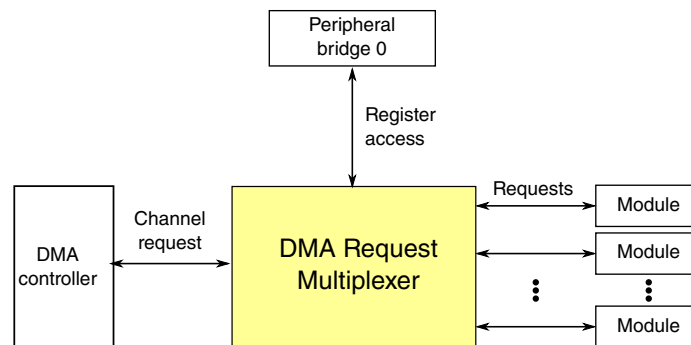 Peripheral
bridge 0
Register
access
Requests
Module
Channel
request
DMA
controller
DMA Request
Multiplexer
Module
Module